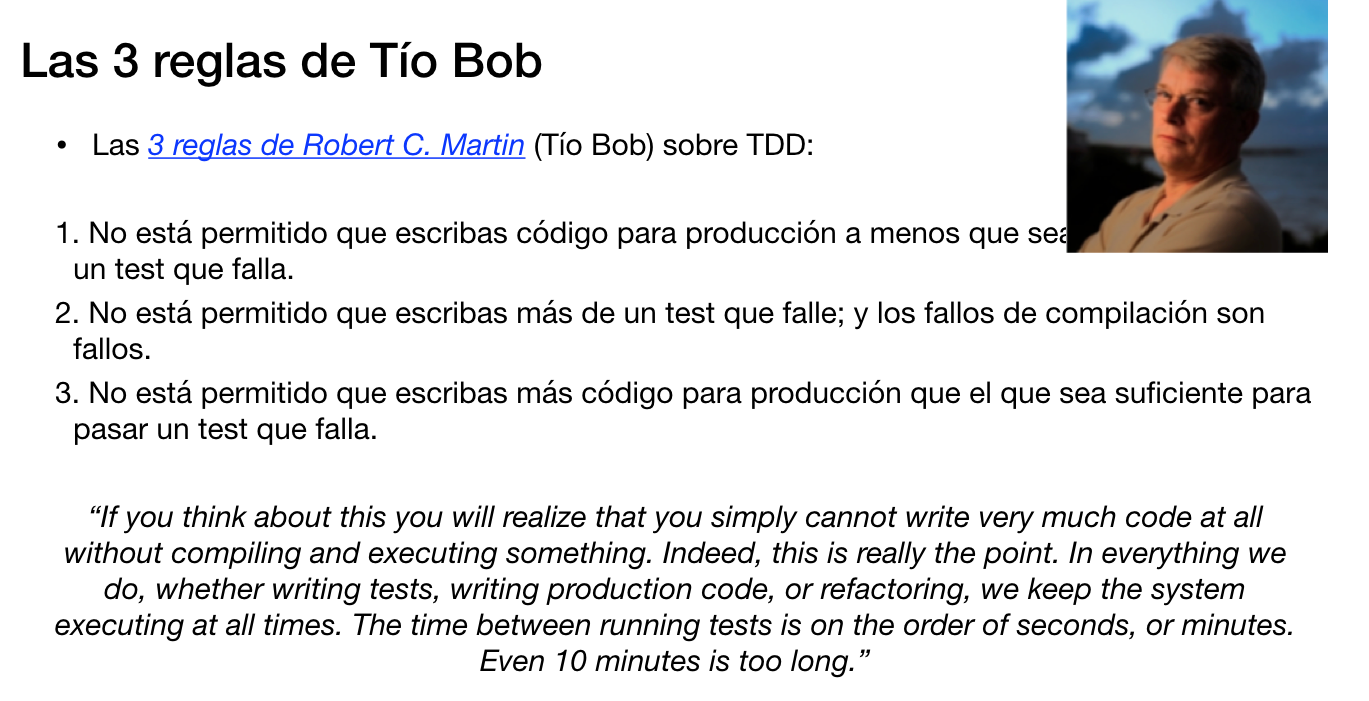 Las 3 reglas de Tío Bob
• Las 3 reglas de Robert C. Martin (Tío Bob) sobre TDD:
1. No está permitido que escribas código para producción a menos que sea
un test que falla.
2. No está permitido que escribas más de un test que falle; y los fallos de compilación son
fallos.
3. No está permitido que escribas más código para producción que el que sea suficiente para
pasar un test que falla.
“If you think about this you will realize that you simply cannot write very much code at all
without compiling and executing something. Indeed, this is really the point. In everything we
do, whether writing tests, writing production code, or refactoring, we keep the system
executing at all times. The time between running tests is on the order of seconds, or minutes.
Even 10 minutes is too long.”